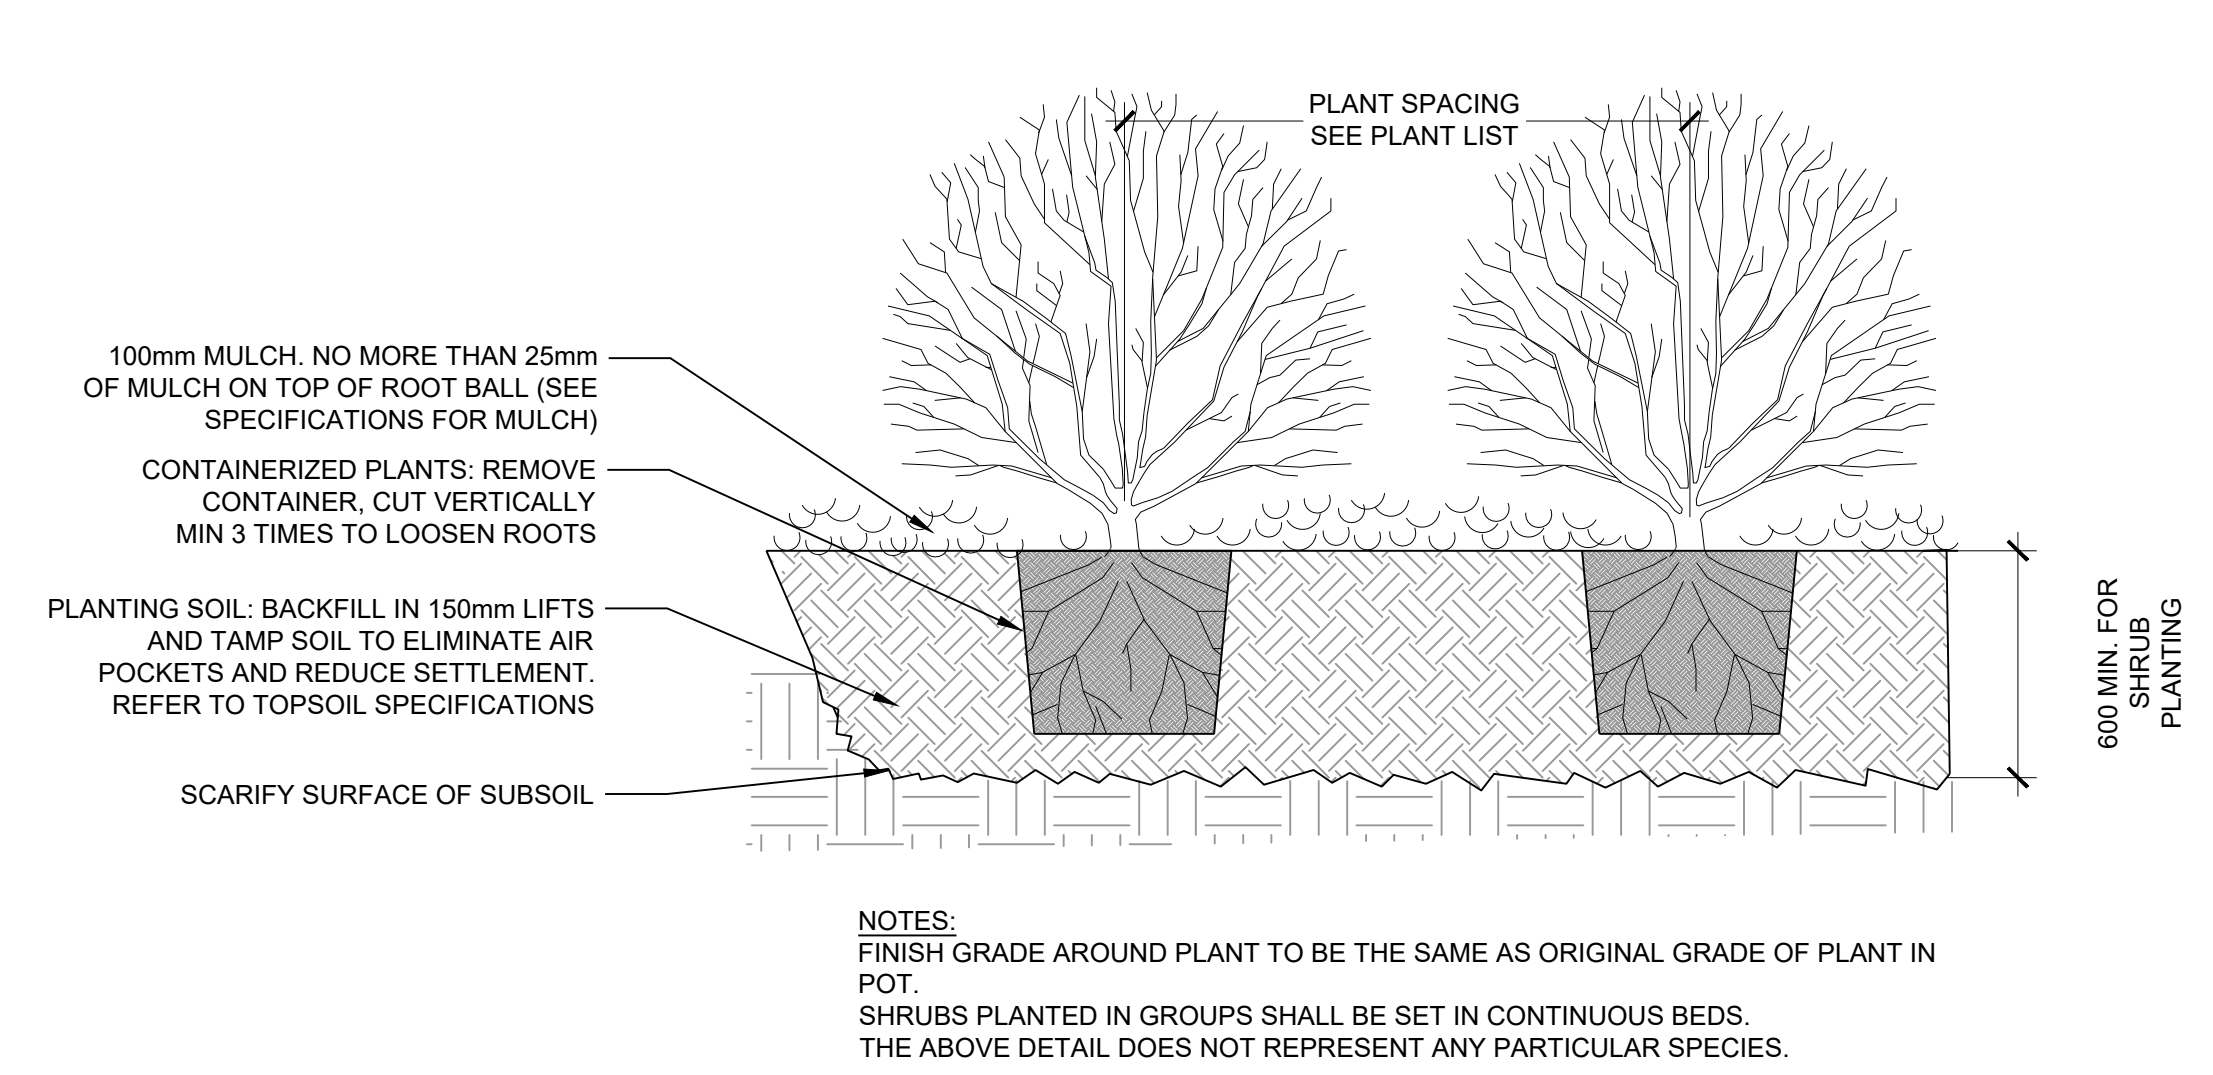 PLANT SPACING
SEE PLANT LIST
100mm MULCH. NO MORE THAN 25mm
OF MULCH ON TOP OF ROOT BALL (SEE
SPECIFICATIONS FOR MULCH)
CONTAINERIZED PLANTS: REMOVE
CONTAINER, CUT VERTICALLY
MIN 3 TIMES TO LOOSEN ROOTS
PLANTING SOIL: BACKFILL IN 150mm LIFTS
AND TAMP SOIL TO ELIMINATE AIR
POCKETS AND REDUCE SETTLEMENT.
REFER TO TOPSOIL SPECIFICATIONS
SCARIFY SURFACE OF SUBSOIL
600 MIN. FOR
SHRUB
PLANTING
NOTES:
FINISH GRADE AROUND PLANT TO BE THE SAME AS ORIGINAL GRADE OF PLANT IN
POT.
SHRUBS PLANTED IN GROUPS SHALL BE SET IN CONTINUOUS BEDS.
THE ABOVE DETAIL DOES NOT REPRESENT ANY PARTICULAR SPECIES.